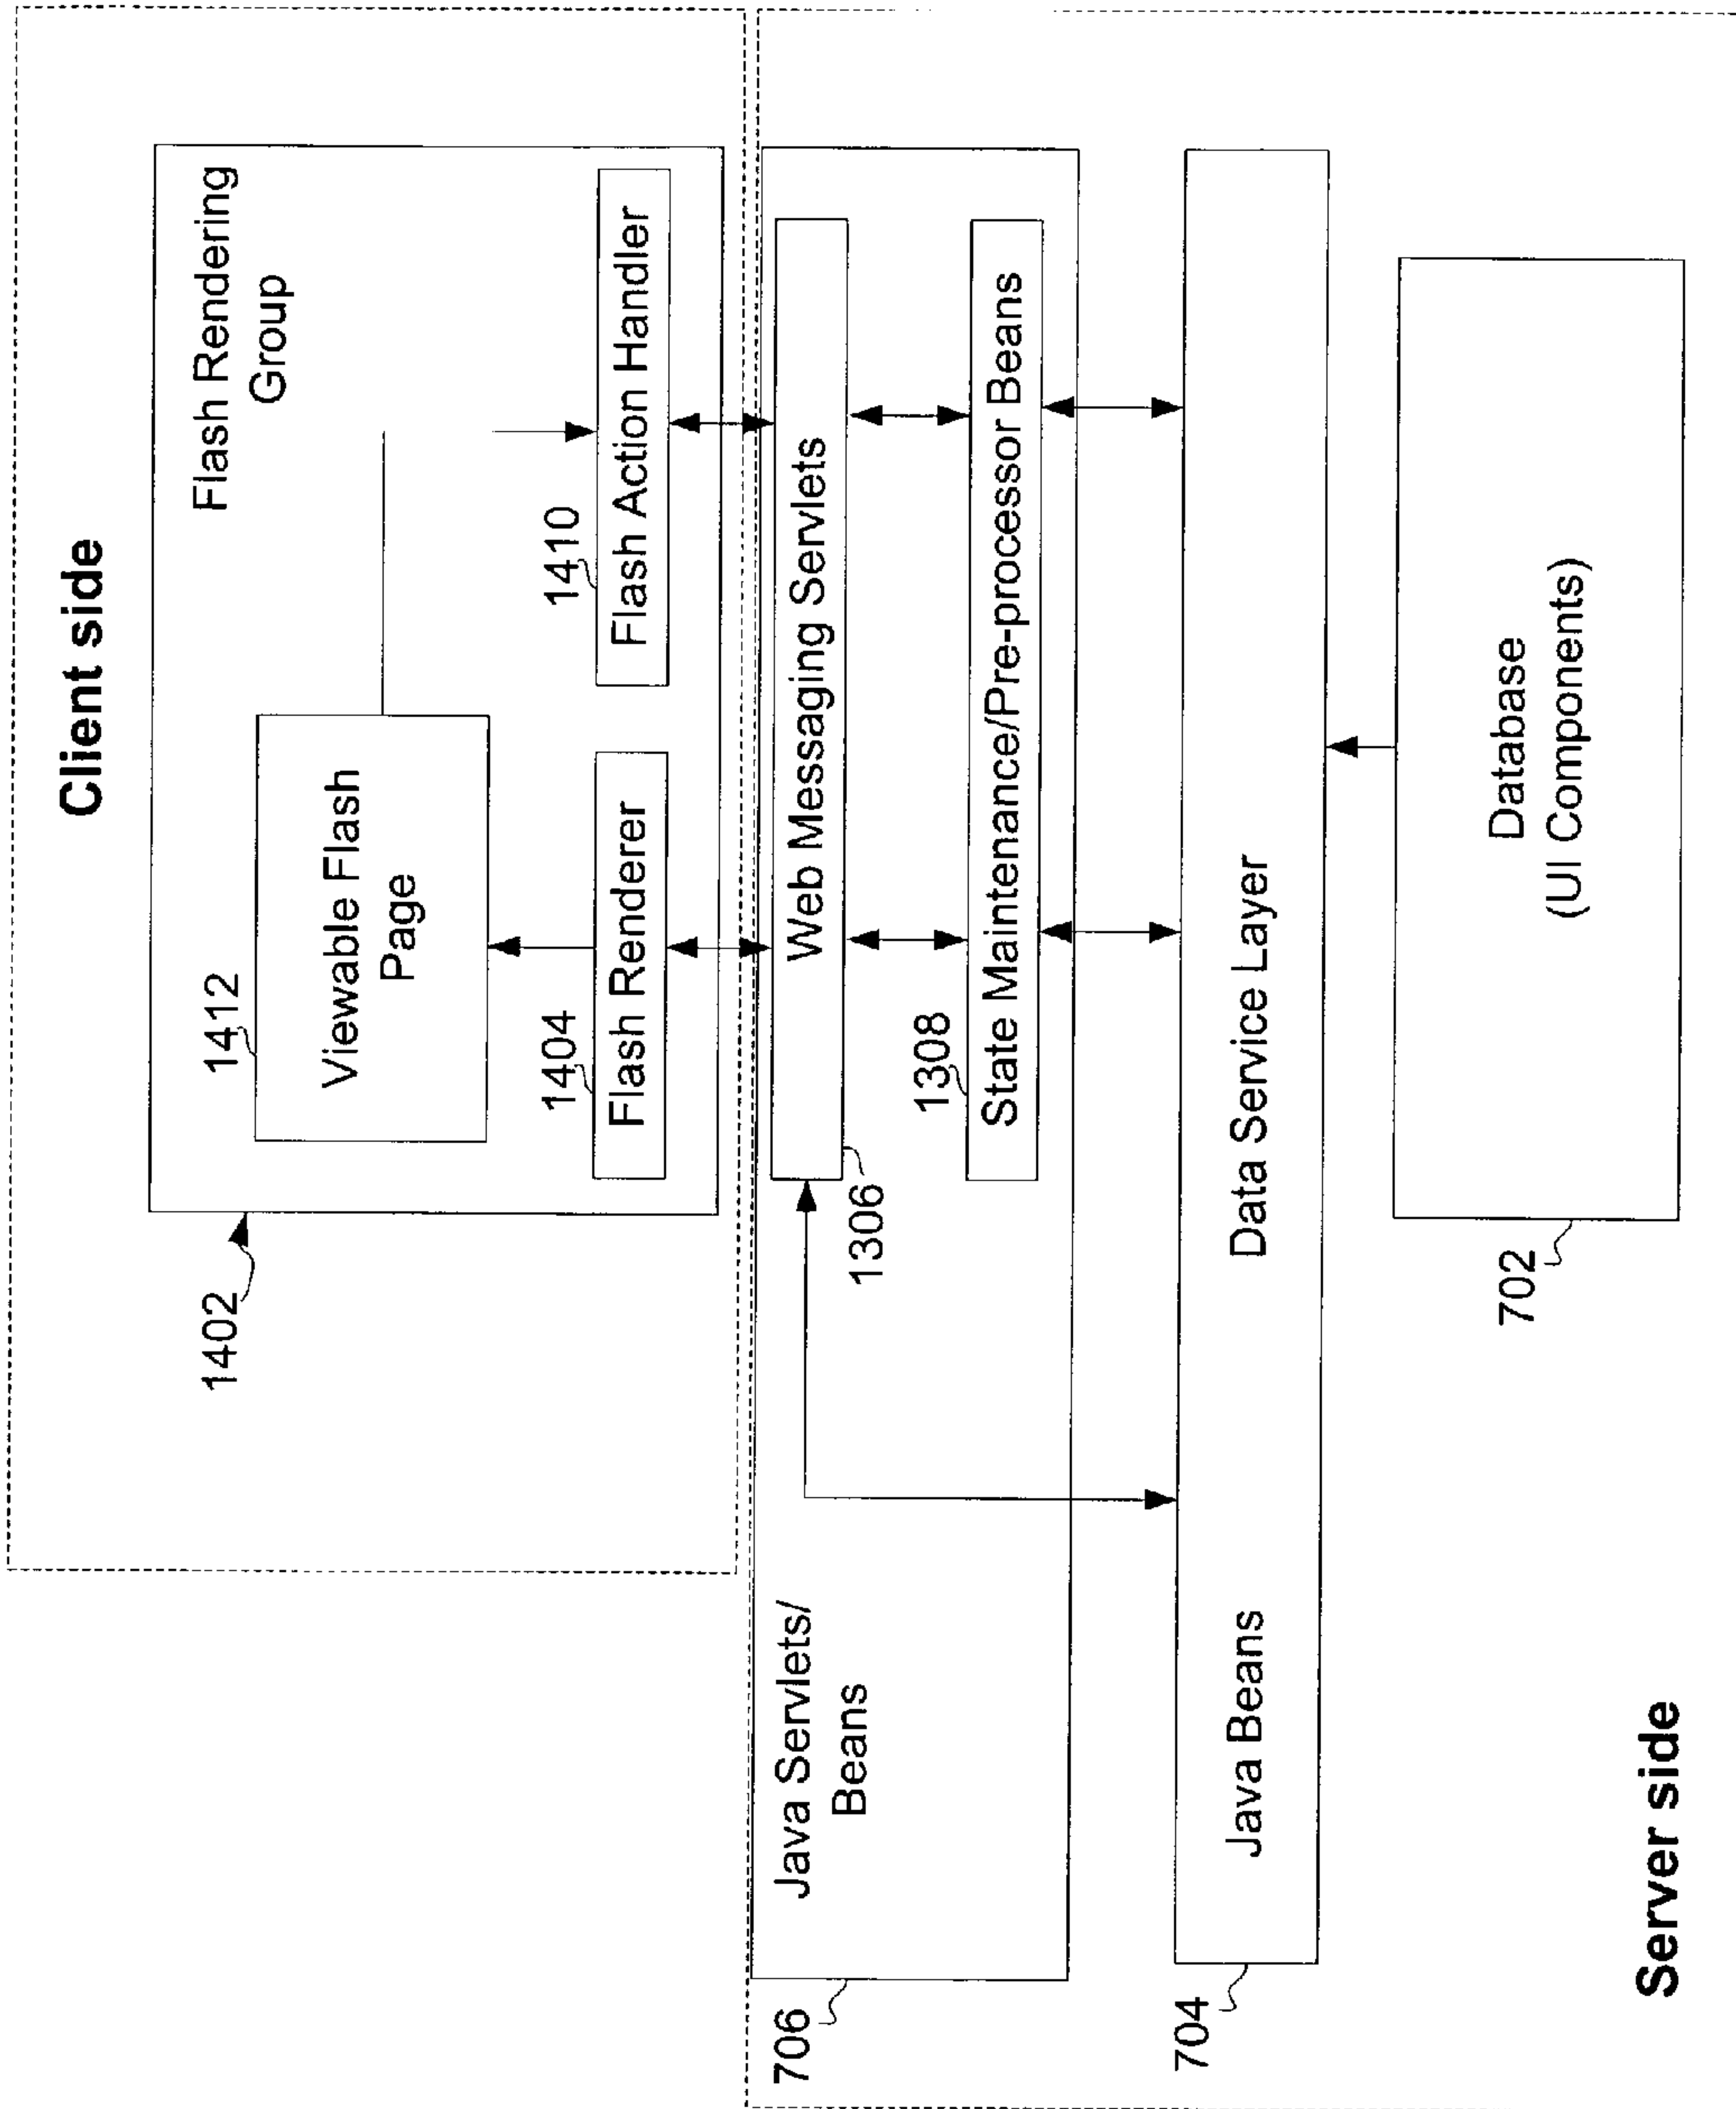 Client side
Flash Rendering
Group
1402
1412
Viewable Flash
Page
1404
Flash Renderer
1410
Flash Action Handler
706
Java Servlets/
Beans
Web Messaging Servlets
1306
1308
State Maintenance/Pre-processor Beans
704
Java Beans
Data Service Layer
702
Database
(UI Components)
Server side